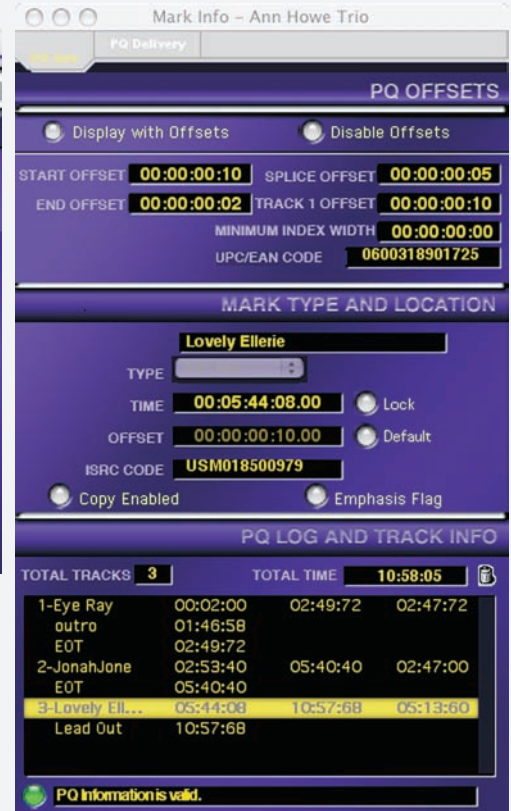 Mark Info – Ann Howe Trio
PQ Delivery
PQ OFFSETS
Display with Offsets Disable Offsets
START OFFSET 00:00:00:10 SPLICE OFFSET 00:00:00:05
END OFFSET 00:00:00:02 TRACK 1 OFFSET 00:00:00:10
MINIMUM INDEX WIDTH 00:00:00:00
UPC/EAN CODE 0600318901725
MARK TYPE AND LOCATION
Lovely Ellerie
TYPE
TIME 00:05:44:08.00 Lock
OFFSET 00:00:00:10.00 Default
ISRC CODE USM018500979
Copy Enabled Emphasis Flag
PQ LOG AND TRACK INFO
TOTAL TRACKS 3 TOTAL TIME 10:58:05
1-Eye Ray 00:02:00 02:49:72 02:47:72
outro 01:46:58
EOT 02:49:72
2-JonahJone 02:53:40 05:40:40 02:47:00
EOT 05:40:40
3-Lovely Ell... 05:44:08 10:57:68 05:13:60
Lead Out 10:57:68
PQ Information is valid.